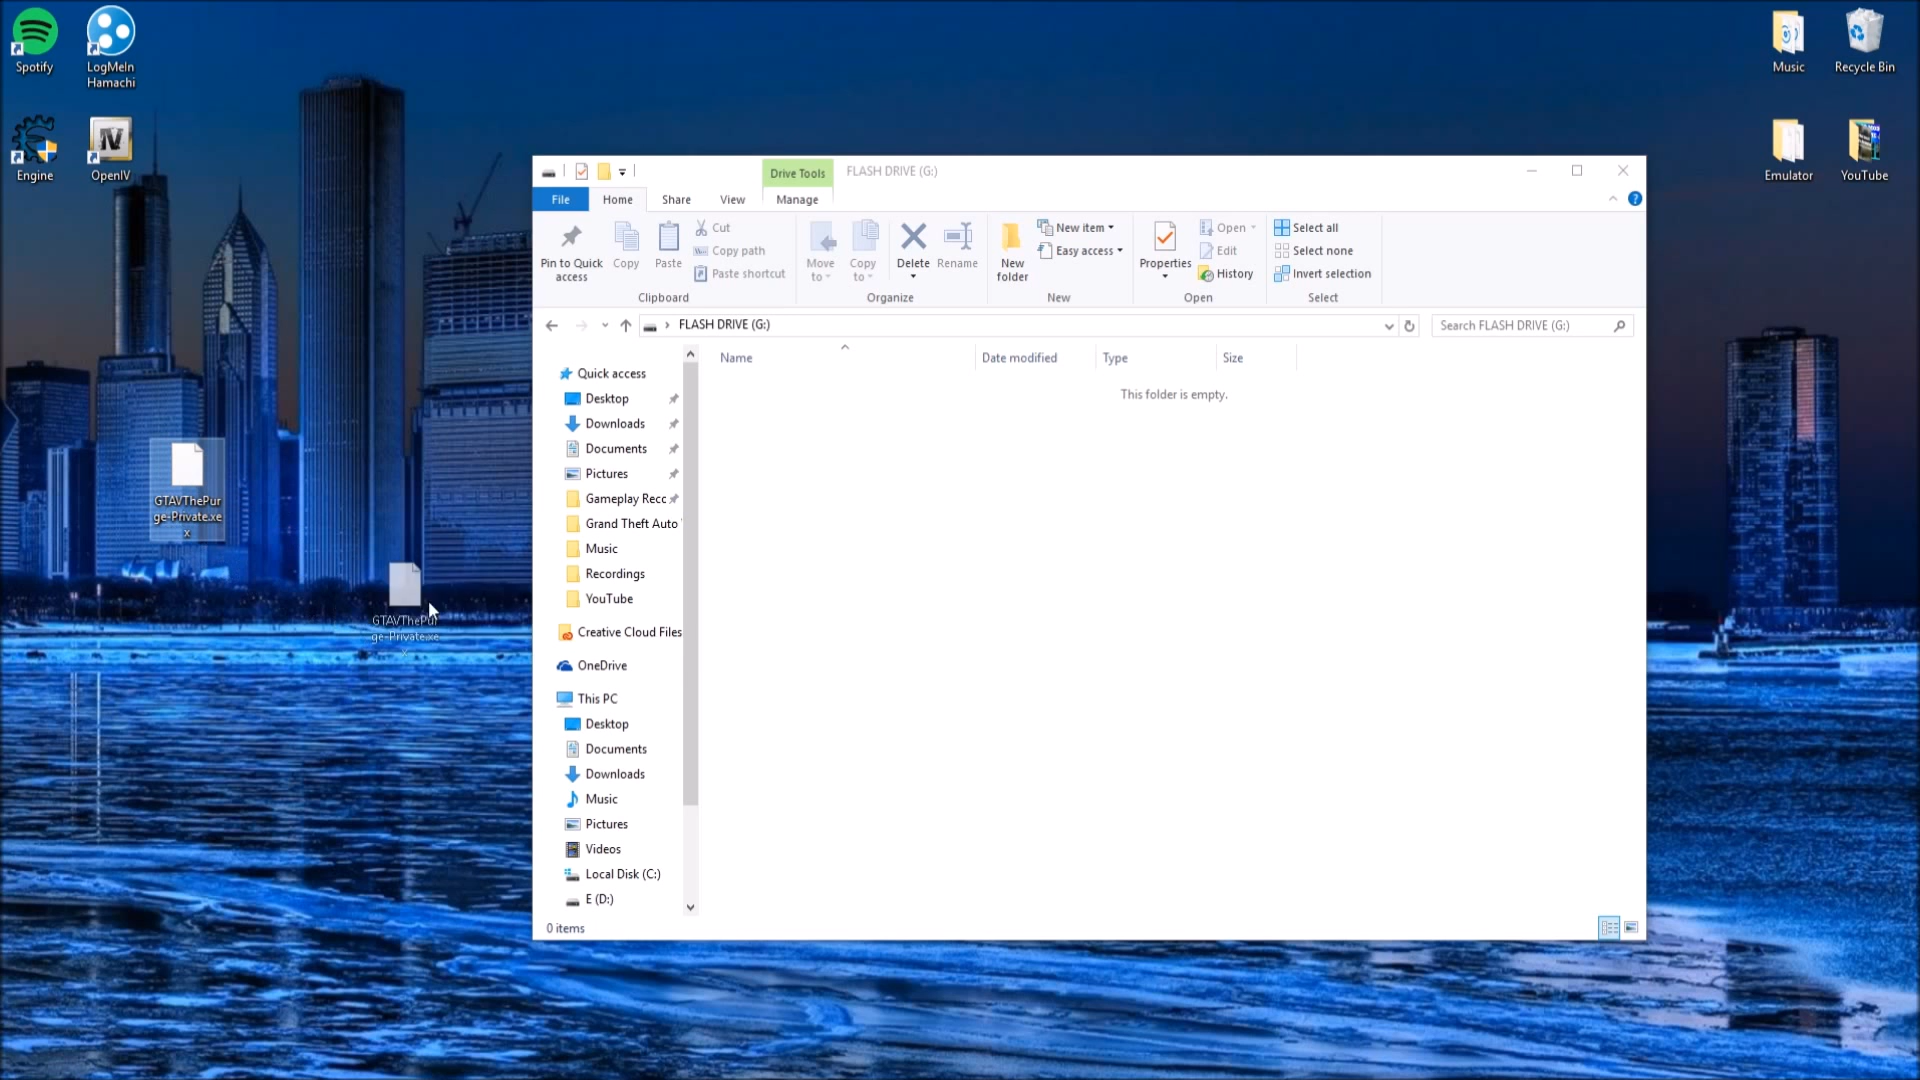 Spotify
LogMeIn
Hamachi
Engine
OpenIV
Music
Recycle Bin
Emulator
YouTube
GTAVThePur
ge-Private.xe
x
GTAVThePur
ge-Private.xe
x
Drive Tools
FLASH DRIVE (G:)
File
Home
Share
View
Manage
Pin to Quick
access
Copy
Paste
Cut
Copy path
Paste shortcut
Clipboard
Move
to
Copy
to
Delete
Rename
Organize
New
folder
New item
Easy access
New
Properties
Open
Edit
History
Open
Select all
Select none
Invert selection
Select
FLASH DRIVE (G:)
Search FLASH DRIVE (G:)
Name
Date modified
Type
Size
This folder is empty.
Quick access
Desktop
Downloads
Documents
Pictures
Gameplay Recc
Grand Theft Auto
Music
Recordings
YouTube
Creative Cloud Files
OneDrive
This PC
Desktop
Documents
Downloads
Music
Pictures
Videos
Local Disk (C:)
E (D:)
0 items